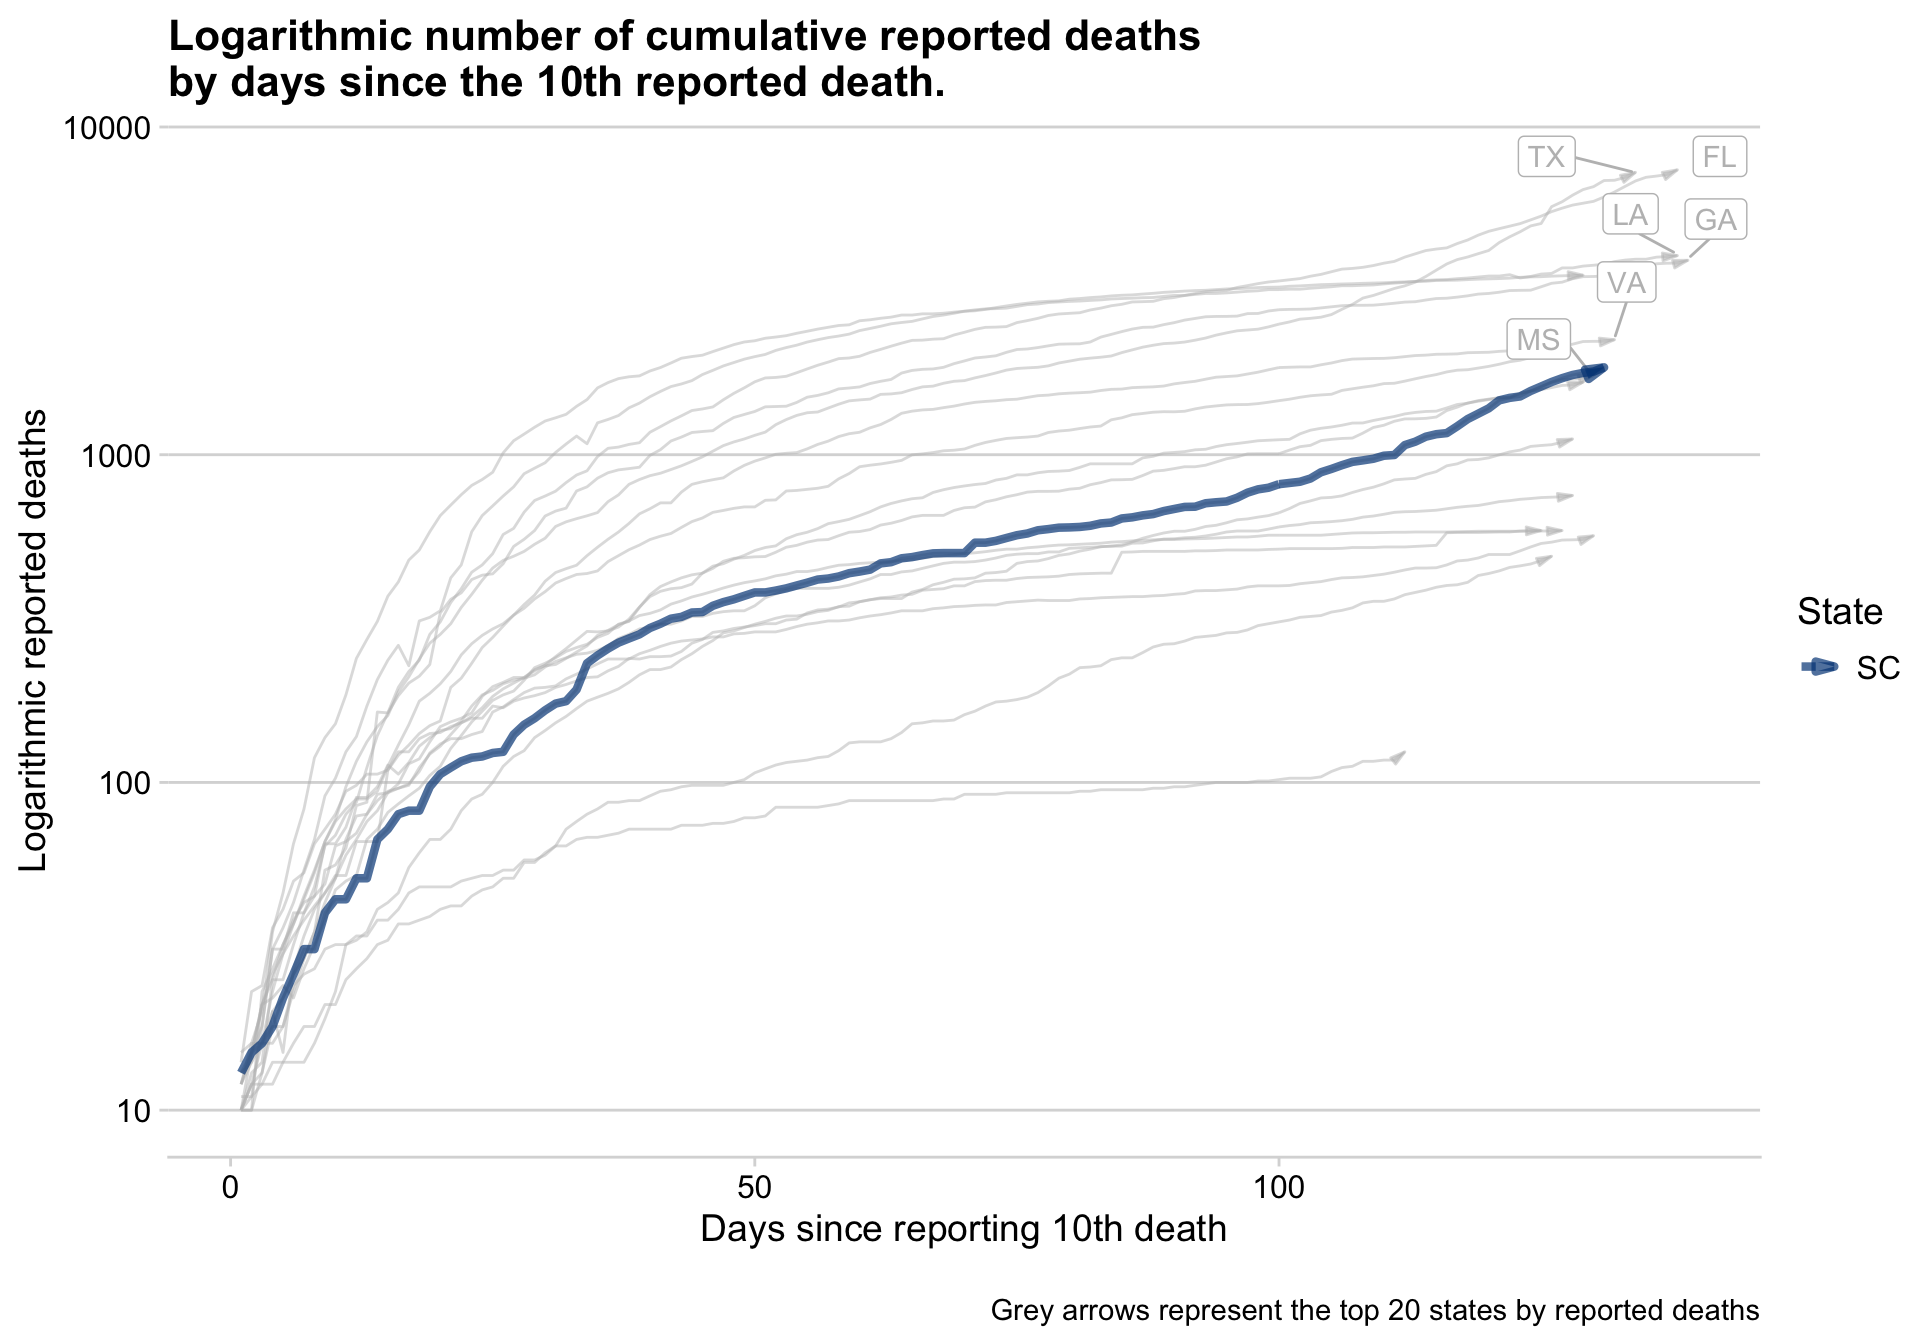 Logarithmic number of cumulative reported deaths
by days since the 10th reported death.
10000
1000
100
10
Logarithmic reported deaths
TX
FL
LA
GA
VA
MS
State
SC
0
50
100
Days since reporting 10th death
Grey arrows represent the top 20 states by reported deaths